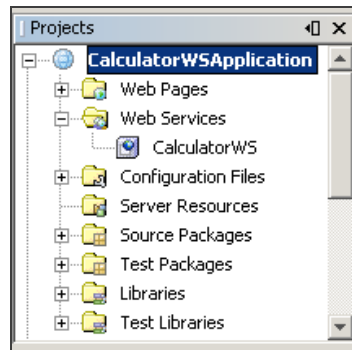 Projects
CalculatorWSApplication
Web Pages
Web Services
CalculatorWS
Configuration Files
Server Resources
Source Packages
Test Packages
Libraries
Test Libraries